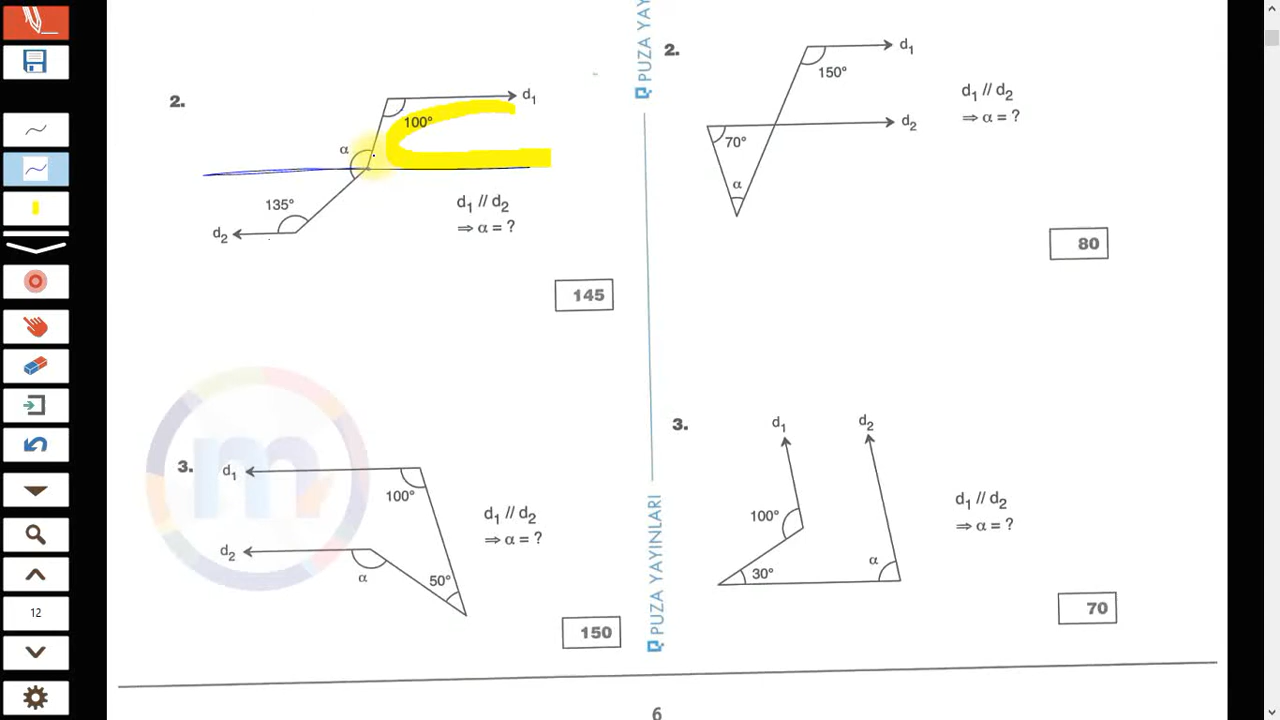 2.
d₁
100°
α
135°
d₂
d₁ // d₂
⇒ α = ?
145
3.
d₁
100°
d₂
α
50°
d₁ // d₂
⇒ α = ?
150
PUZA YAY
PUZA YAYINLARI
2.
d₁
150°
d₂
70°
α
d₁ // d₂
⇒ α = ?
80
3.
d₁
d₂
100°
30°
α
d₁ // d₂
⇒ α = ?
70
6
12